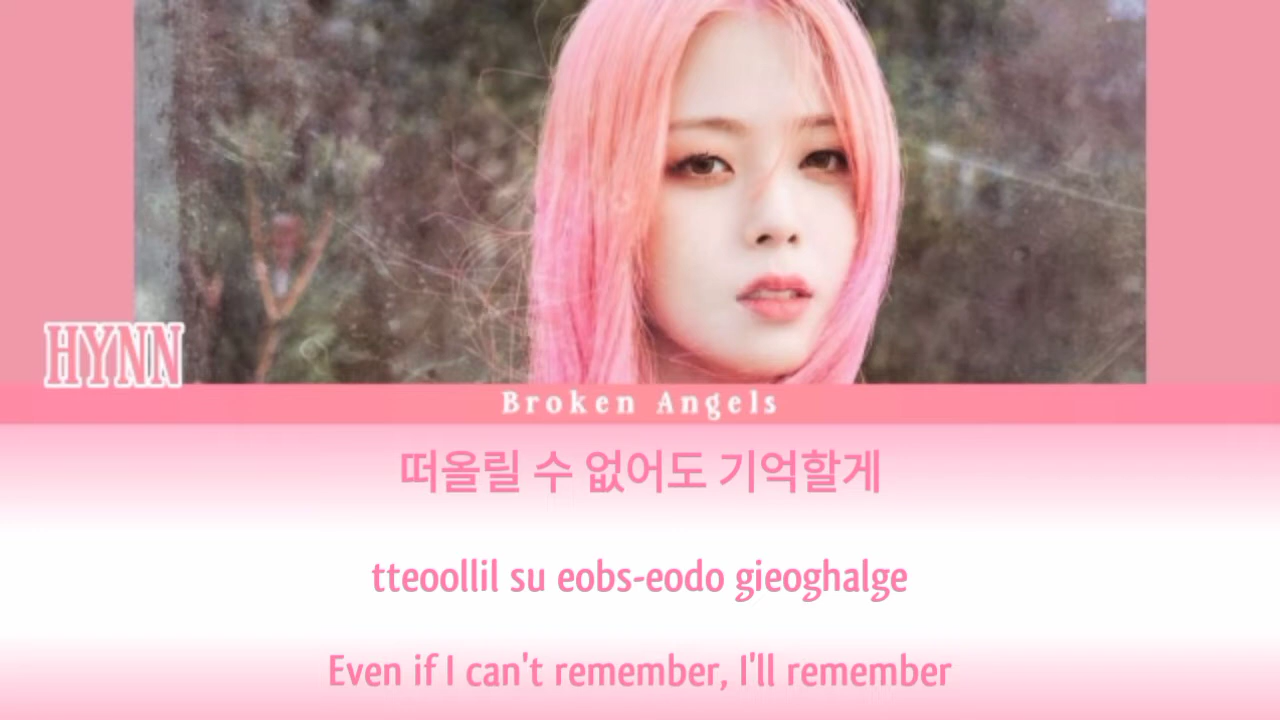 HYNN
Broken Angels
떠올릴 수 없어도 기억할게
tteoollil su eobs-eodo gieoghalge
Even if I can't remember, I'll remember